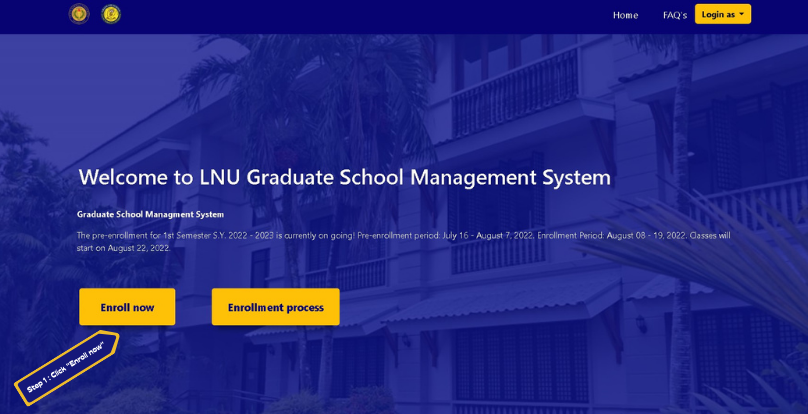 Home FAQ's Login as
Welcome to LNU Graduate School Management System
Graduate School Managment System
The pre-enrollment for 1st Semester S.Y. 2022 - 2023 is currently on going! Pre-enrollment period: July 16 - August 7, 2022. Enrollment Period: August 08 - 19, 2022. Classes will
start on August 22, 2022.
Enroll now Enrollment process
Step 1 : Click "Enroll now"